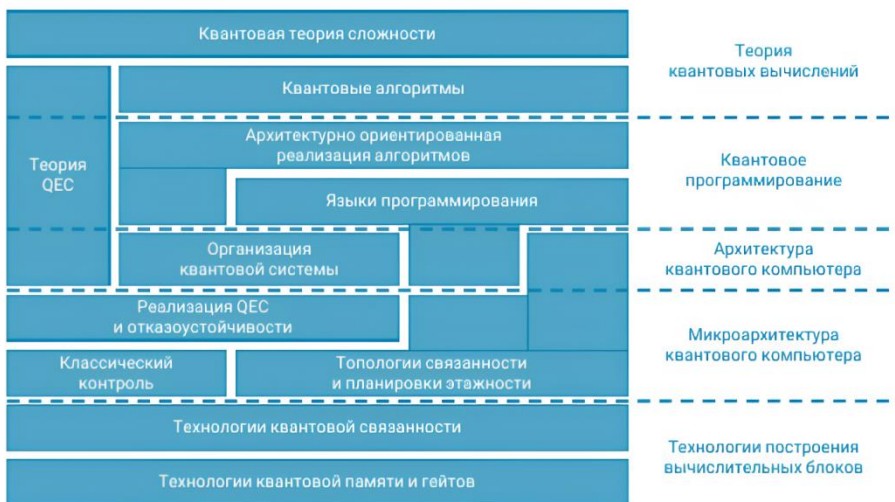 Квантовая теория сложности
Теория
квантовых вычислений
Квантовые алгоритмы
Архитектурно ориентированная
реализация алгоритмов
Теория
QEC
Квантовое
программирование
Языки программирования
Организация
квантовой системы
Архитектура
квантового компьютера
Реализация QEC
и отказоустойчивости
Микроархитектура
квантового компьютера
Классический
контроль
Топологии связанности
и планировки этажности
Технологии квантовой связанности
Технологии построения
вычислительных блоков
Технологии квантовой памяти и гейтов